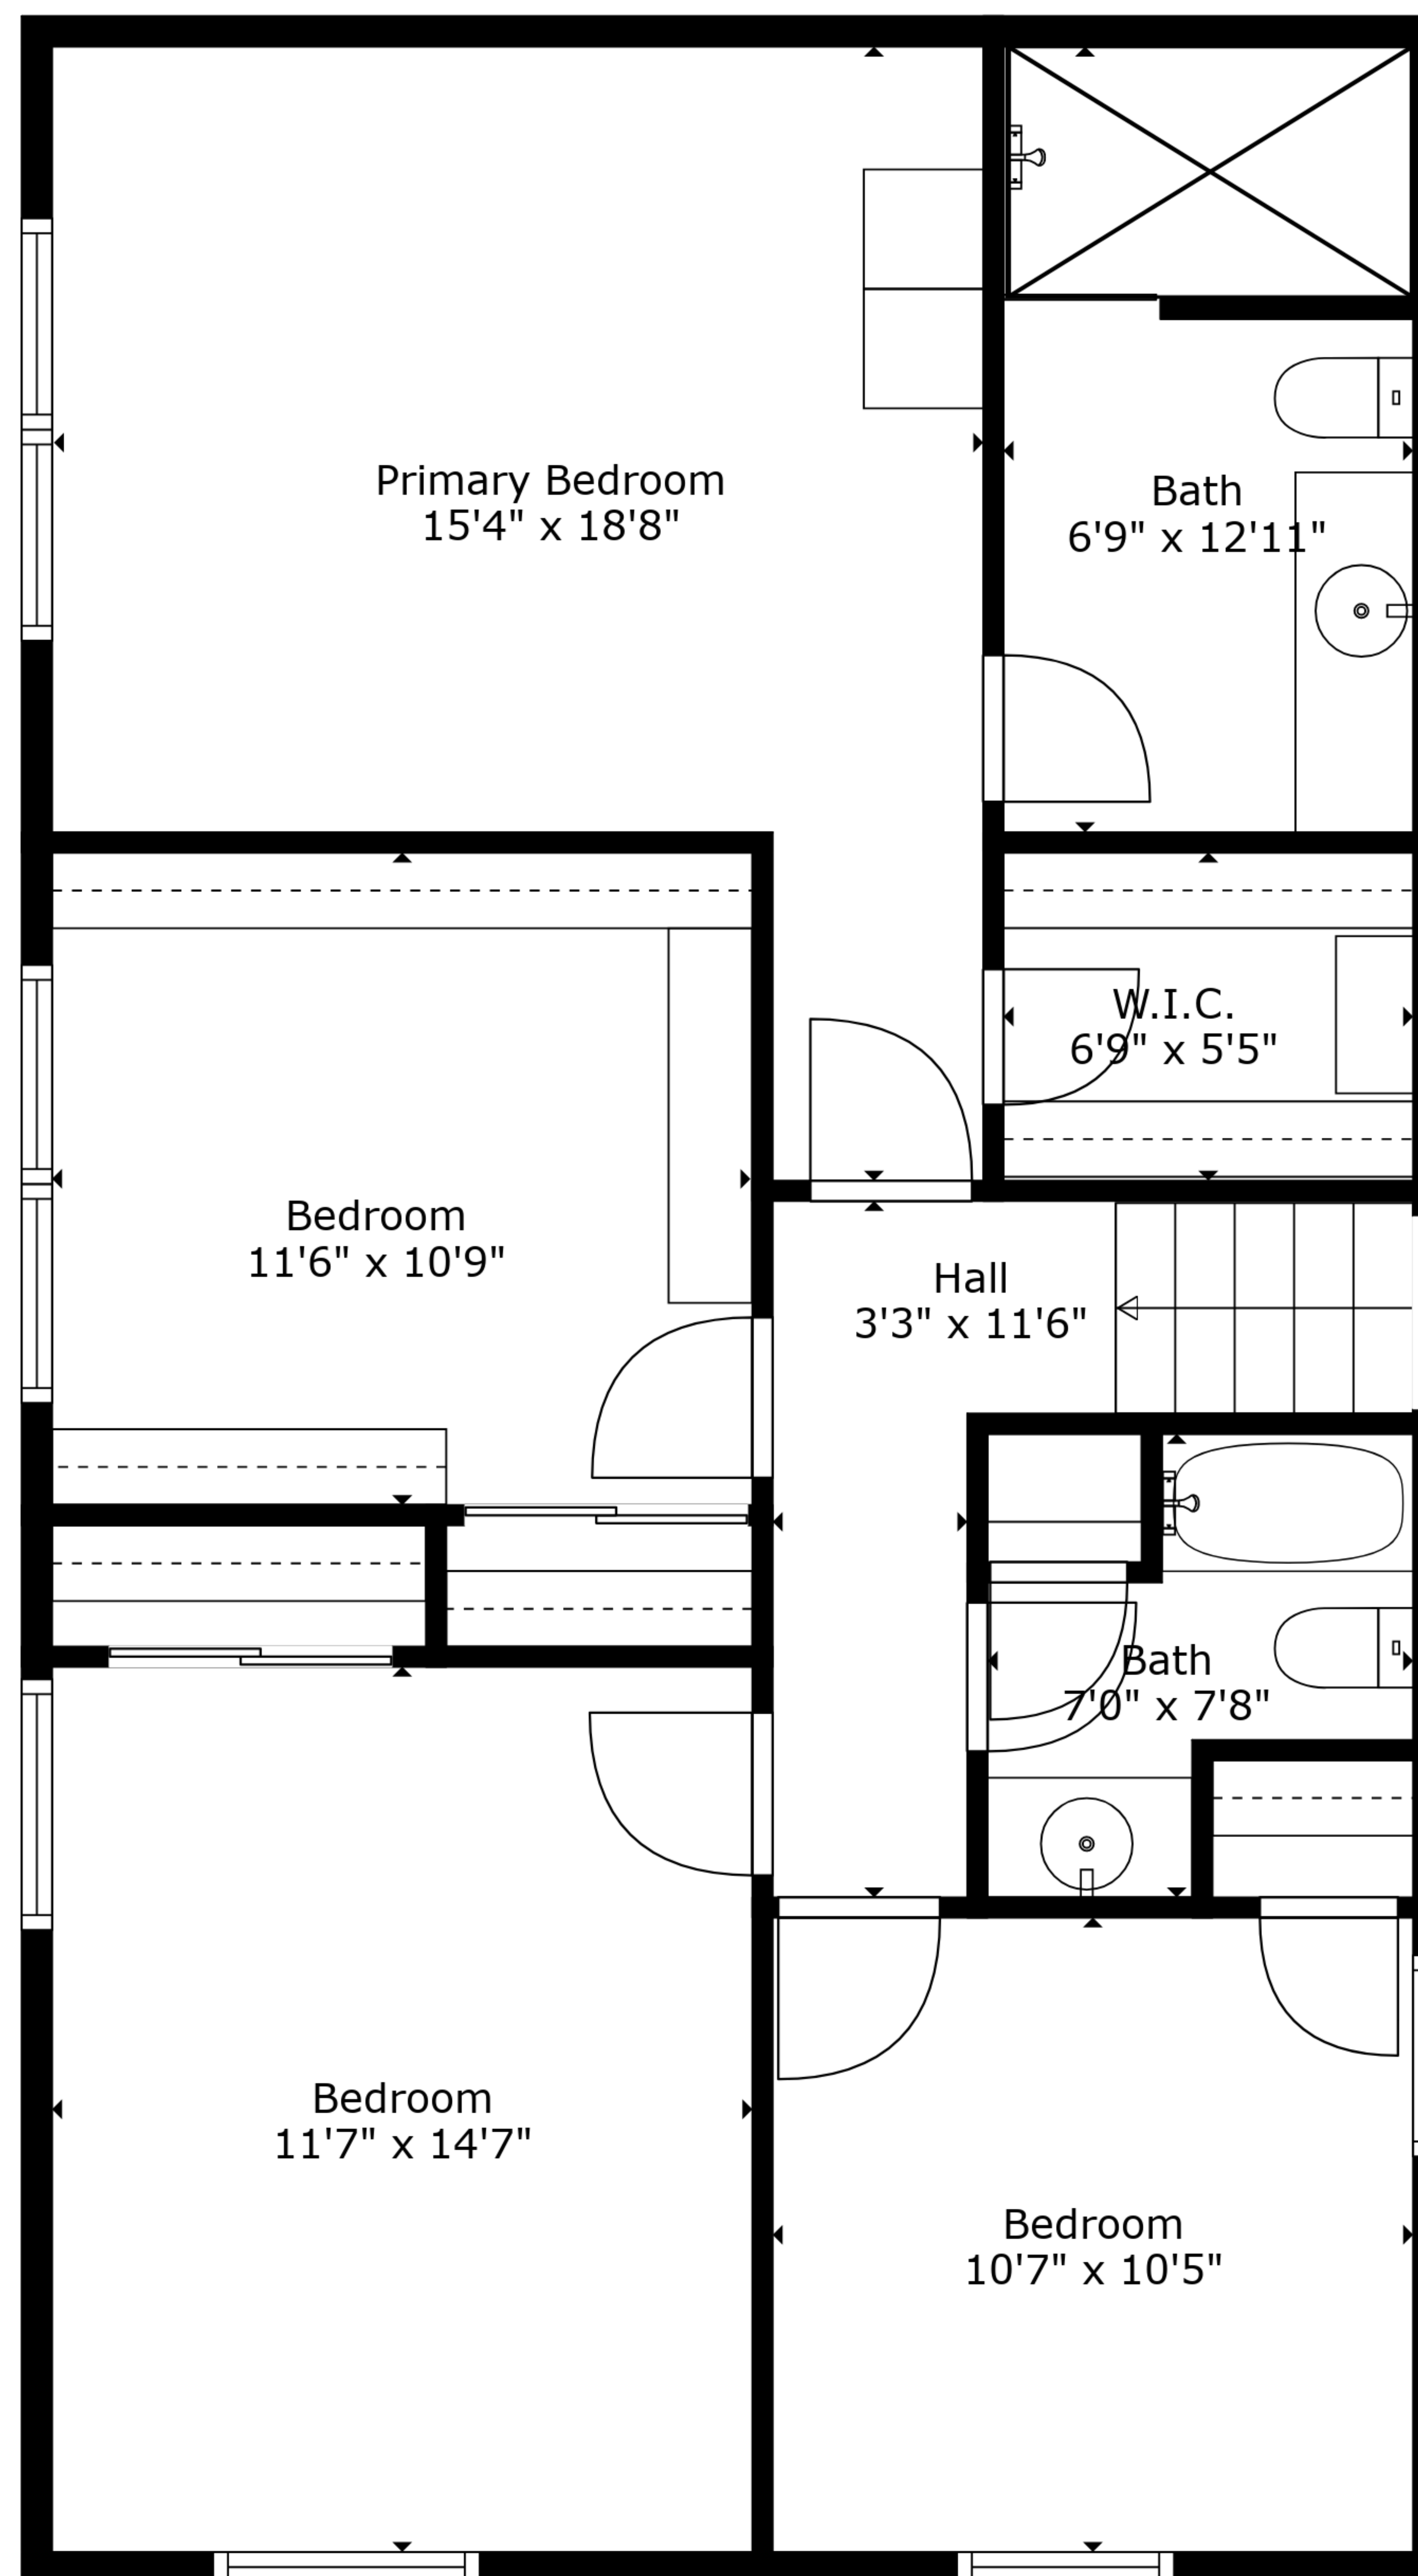 Primary Bedroom
15'4" x 18'8"
Bath
6'9" x 12'11"
W.I.C.
6'9" x 5'5"
Bedroom
11'6" x 10'9"
Hall
3'3" x 11'6"
Bath
7'0" x 7'8"
Bedroom
11'7" x 14'7"
Bedroom
10'7" x 10'5"